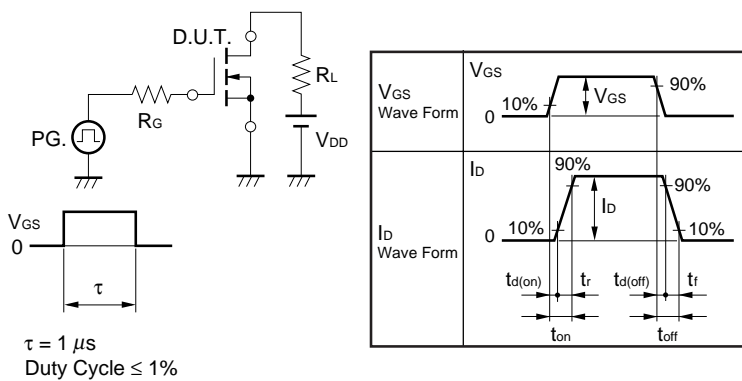 D.U.T.
RL
RG
PG.
VDD
VGS
0
τ
τ = 1 μs
Duty Cycle ≤ 1%
VGS
Wave Form
VGS
VGS
10%
90%
0
ID
Wave Form
ID
90%
90%
ID
10%
10%
0
td(on)
tr
td(off)
tf
ton
toff